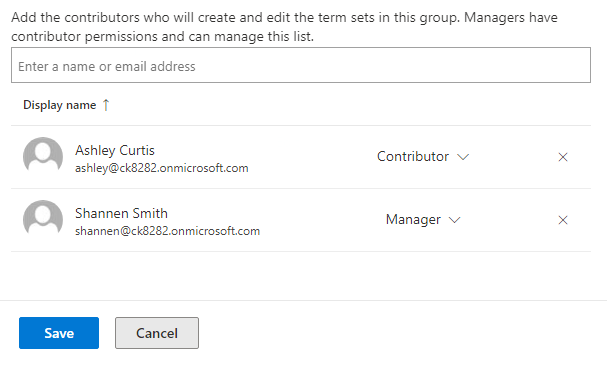 Add the contributors who will create and edit the term sets in this group. Managers have
contributor permissions and can manage this list.
Enter a name or email address
Display name ↑
Ashley Curtis
Contributor
ashley@ck8282.onmicrosoft.com
Shannen Smith
Manager
shannen@ck8282.onmicrosoft.com
Save
Cancel